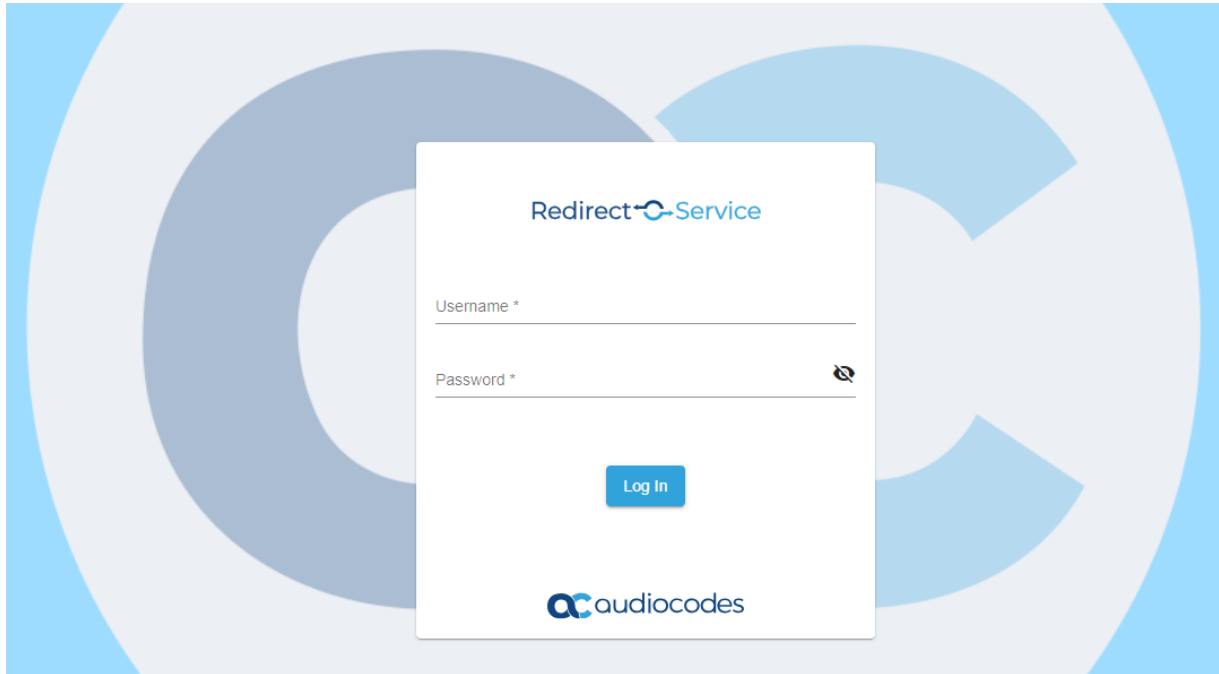 Redirect Service
Username *
Password *
Log In
audiocodes